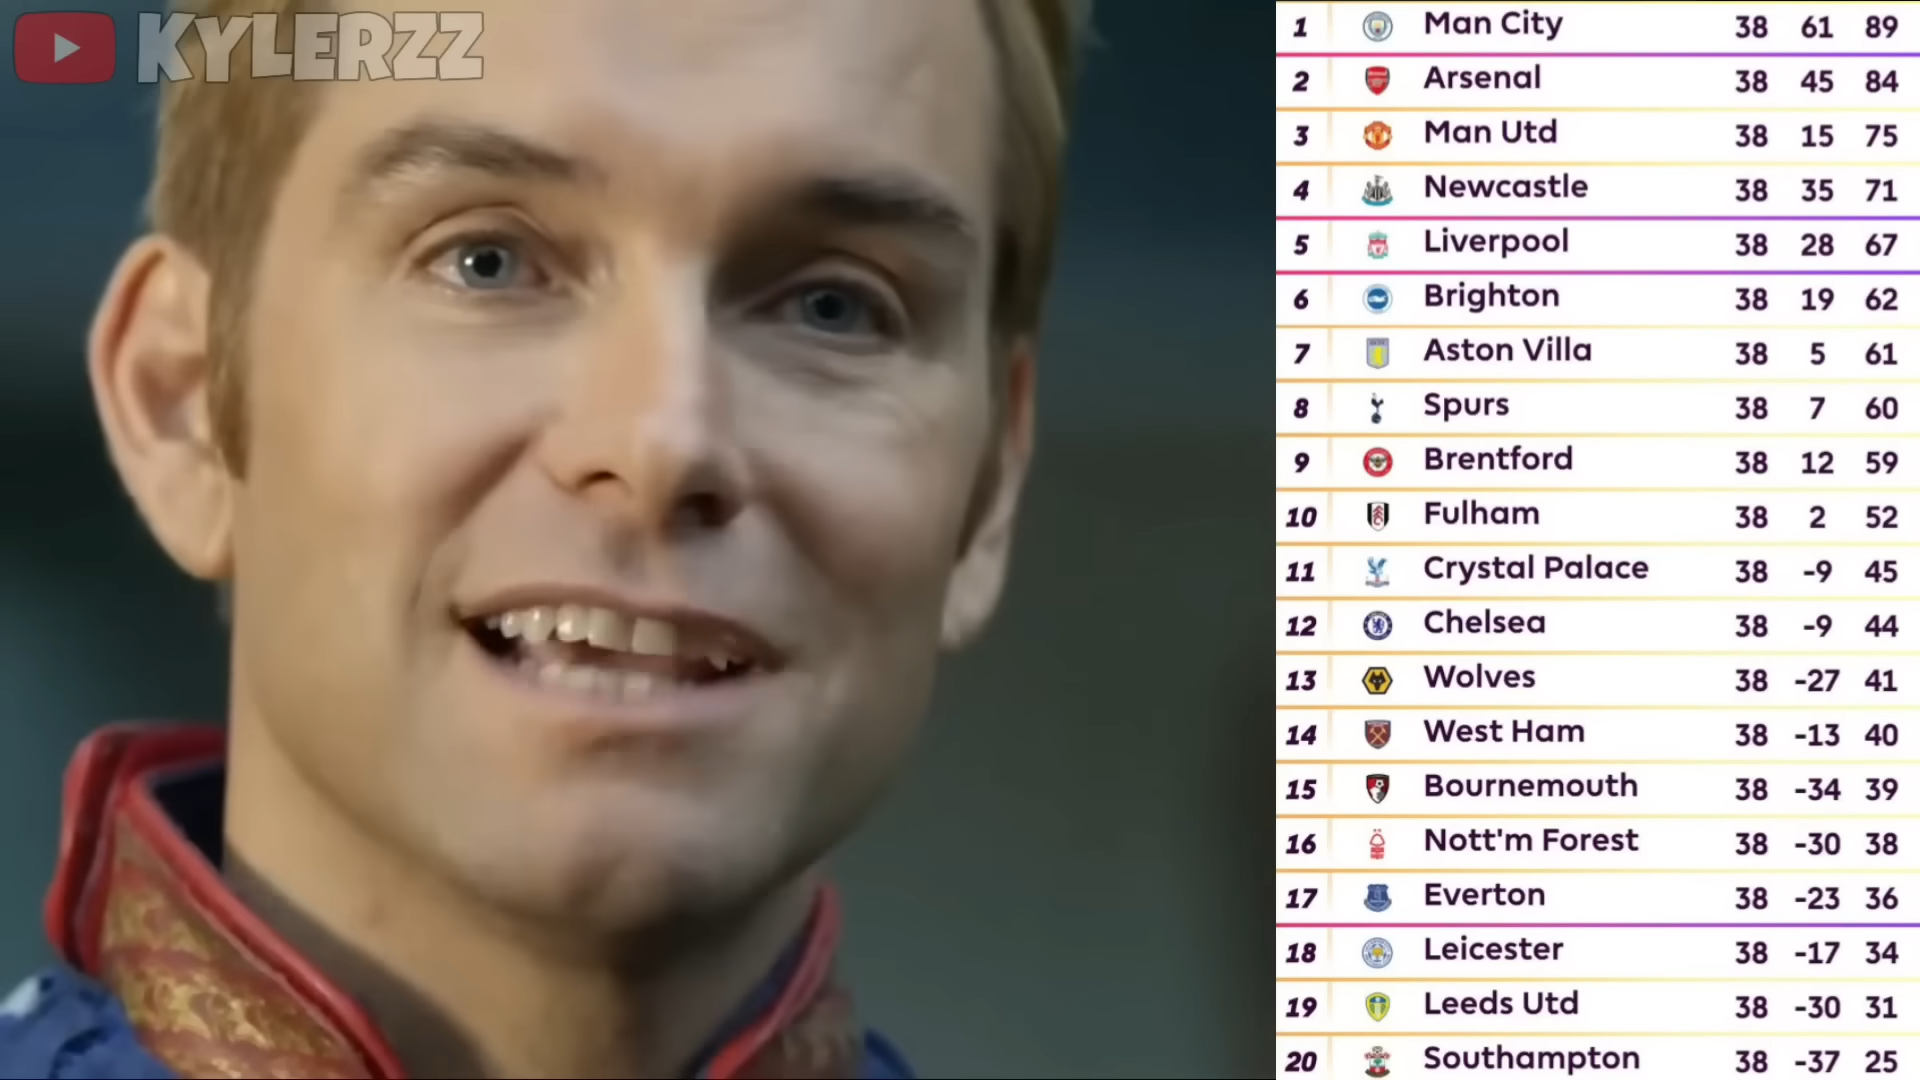 KYLERZZ
1 Man City 38 61 89
2 Arsenal 38 45 84
3 Man Utd 38 15 75
4 Newcastle 38 35 71
5 Liverpool 38 28 67
6 Brighton 38 19 62
7 Aston Villa 38 5 61
8 Spurs 38 7 60
9 Brentford 38 12 59
10 Fulham 38 2 52
11 Crystal Palace 38 -9 45
12 Chelsea 38 -9 44
13 Wolves 38 -27 41
14 West Ham 38 -13 40
15 Bournemouth 38 -34 39
16 Nott'm Forest 38 -30 38
17 Everton 38 -23 36
18 Leicester 38 -17 34
19 Leeds Utd 38 -30 31
20 Southampton 38 -37 25